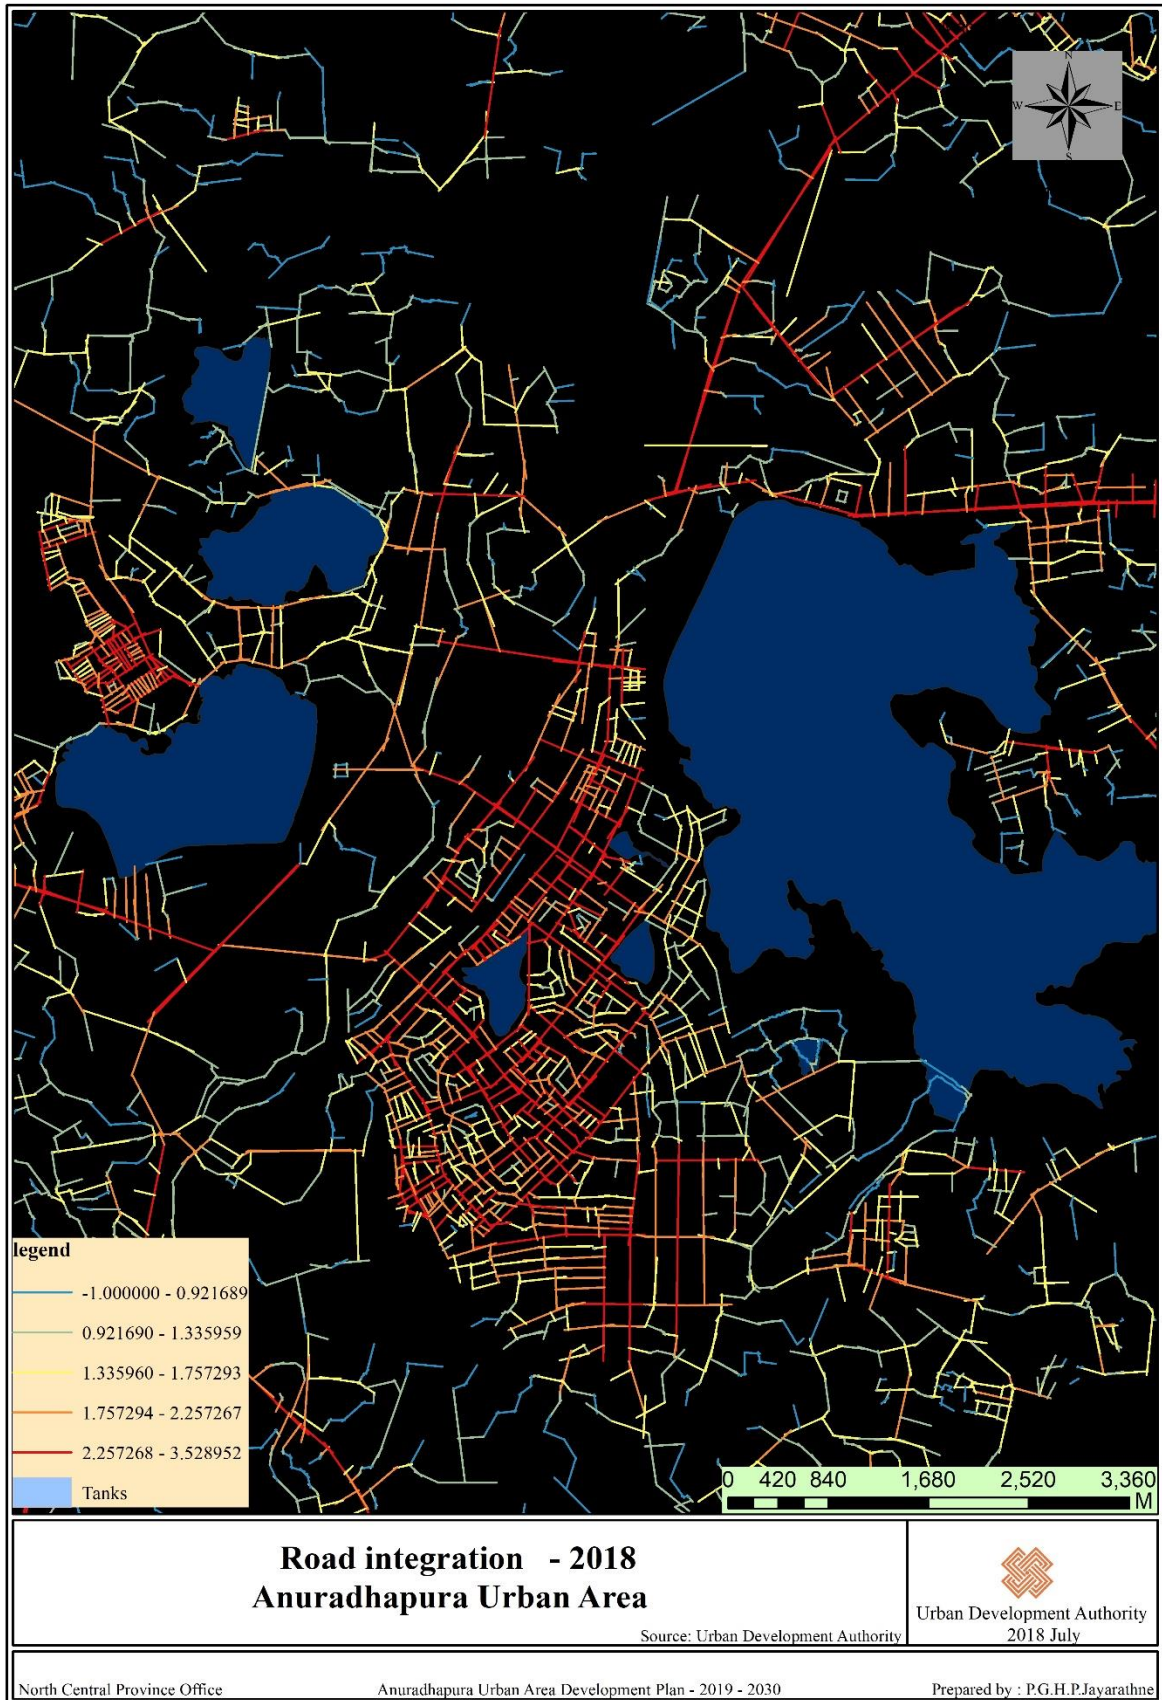 N
W E
S
legend
-1.000000 - 0.921689
0.921690 - 1.335959
1.335960 - 1.757293
1.757294 - 2.257267
2.257268 - 3.528952
Tanks
0 420 840 1,680 2,520 3,360
M
Road integration - 2018
Anuradhapura Urban Area
Source: Urban Development Authority
Urban Development Authority
2018 July
North Central Province Office Anuradhapura Urban Area Development Plan - 2019 - 2030 Prepared by : P.G.H.P.Jayarathne